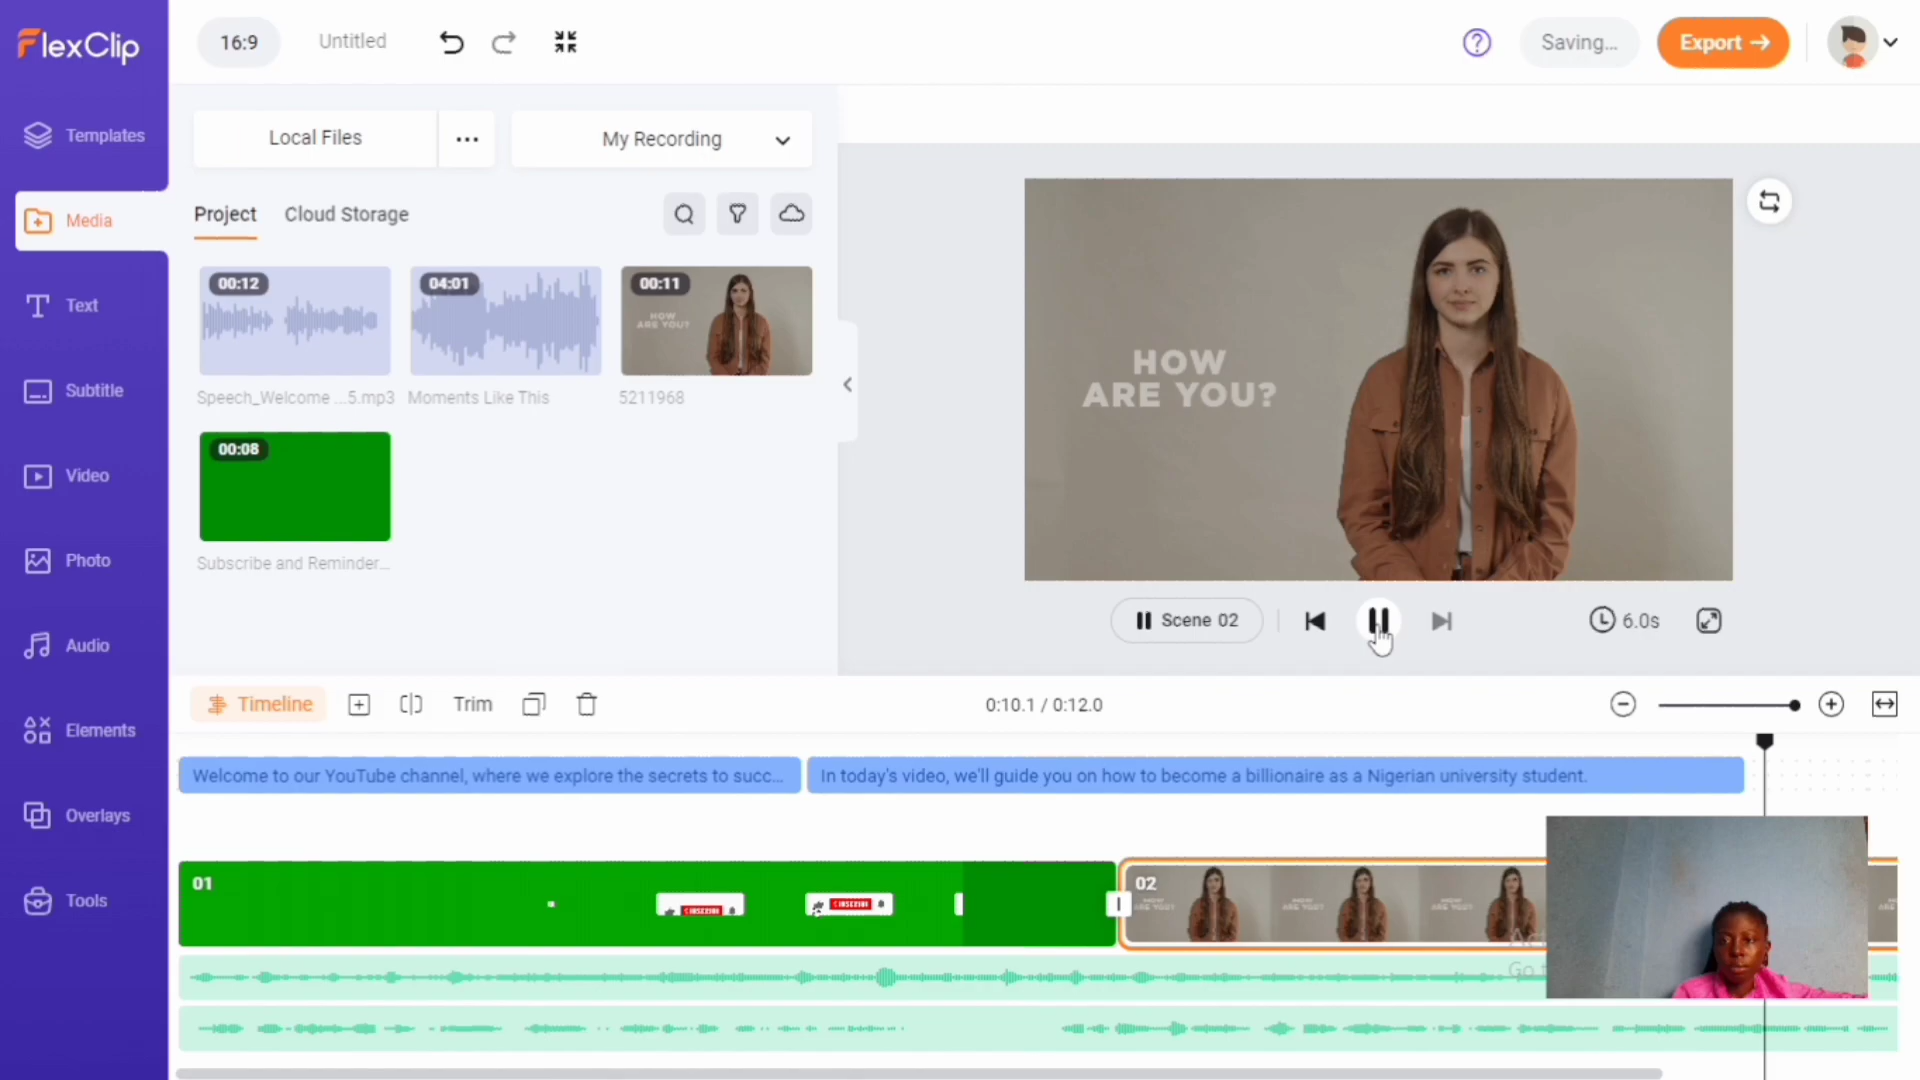 FlexClip
16:9
Untitled
Saving...
Export
Templates
Media
Text
Subtitle
Video
Photo
Audio
Elements
Overlays
Tools
Local Files
My Recording
Project
Cloud Storage
00:12
04:01
00:11
HOW
ARE YOU?
Speech_Welcome ...5.mp3
Moments Like This
5211968
00:08
Subscribe and Reminder...
HOW
ARE YOU?
Scene 02
6.0s
Timeline
Trim
0:10.1 / 0:12.0
Welcome to our YouTube channel, where we explore the secrets to succ...
In today's video, we'll guide you on how to become a billionaire as a Nigerian university student.
01
02